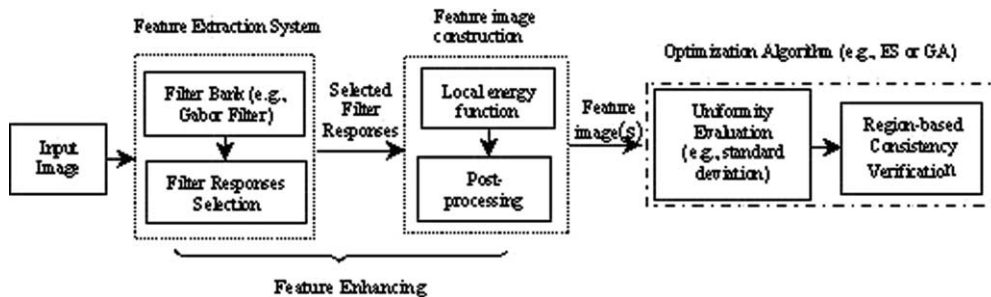 Feature Extraction System
Feature image
construction
Optimization Algorithm (e.g., ES or GA)
Input
Image
Filter Bank (e.g.,
Gabor Filter)
Filter Responses
Selection
Selected
Filter
Responses
Local energy
function
Post-
processing
Feature
image(s)
Uniformity
Evaluation
(e.g., standard
deviation)
Region-based
Consistency
Verification
Feature Enhancing